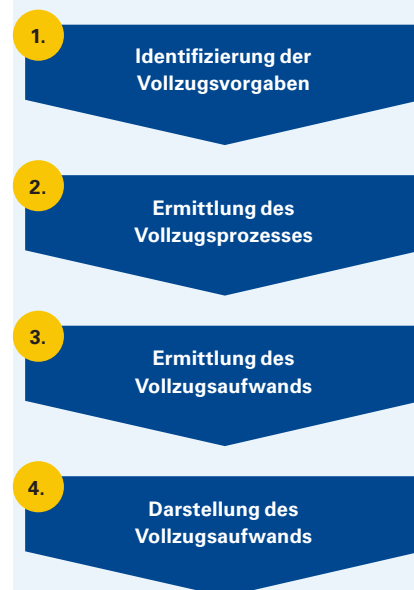 1.
Identifizierung der
Vollzugsvorgaben
2.
Ermittlung des
Vollzugsprozesses
3.
Ermittlung des
Vollzugsaufwands
4.
Darstellung des
Vollzugsaufwands